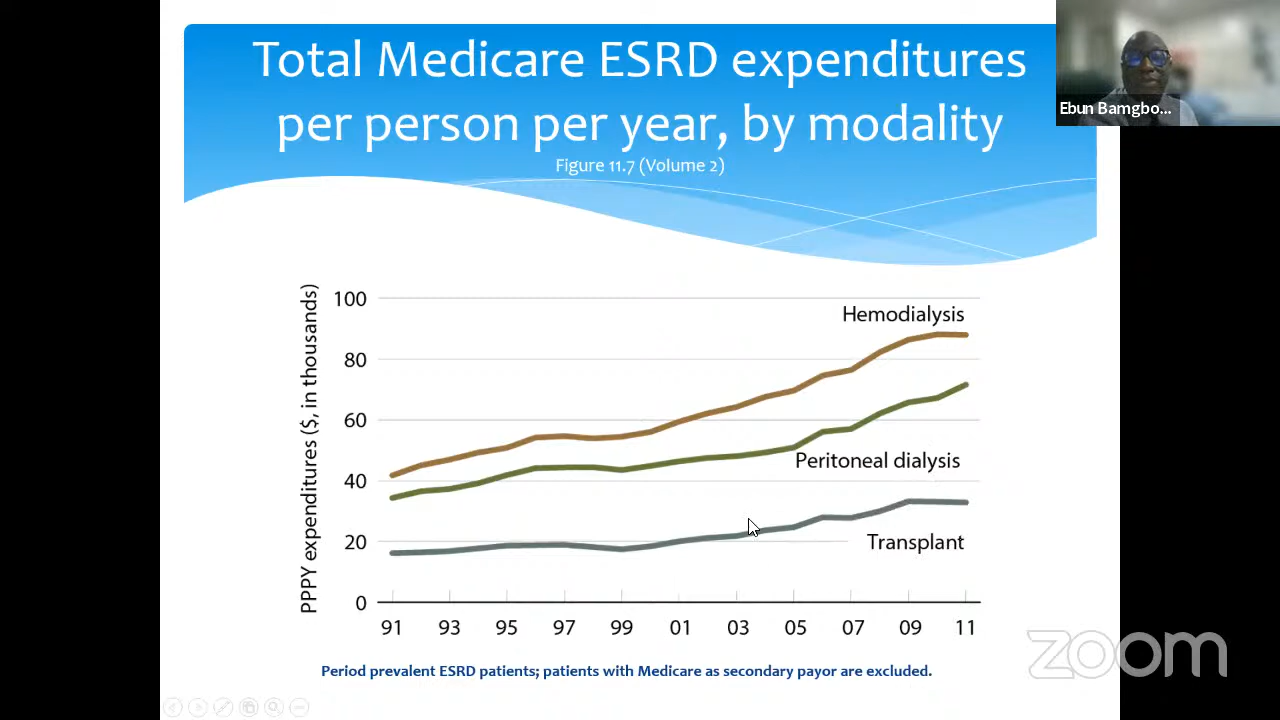 Total Medicare ESRD expenditures
per person per year, by modality
Figure 11.7 (Volume 2)
Ebun Bamgbo...
PPPY expenditures ($, in thousands)
100
80
60
40
20
0
Hemodialysis
Peritoneal dialysis
Transplant
91 93 95 97 99 01 03 05 07 09 11
Period prevalent ESRD patients; patients with Medicare as secondary payor are excluded.
zoom